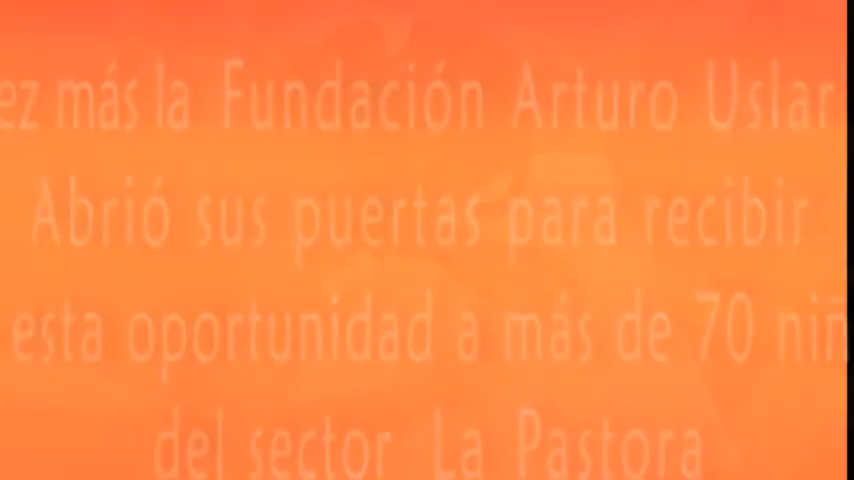 ez más la Fundación Arturo Uslar
Abrió sus puertas para recibir
esta oportunidad a más de 70 niñ
del sector La Pastora